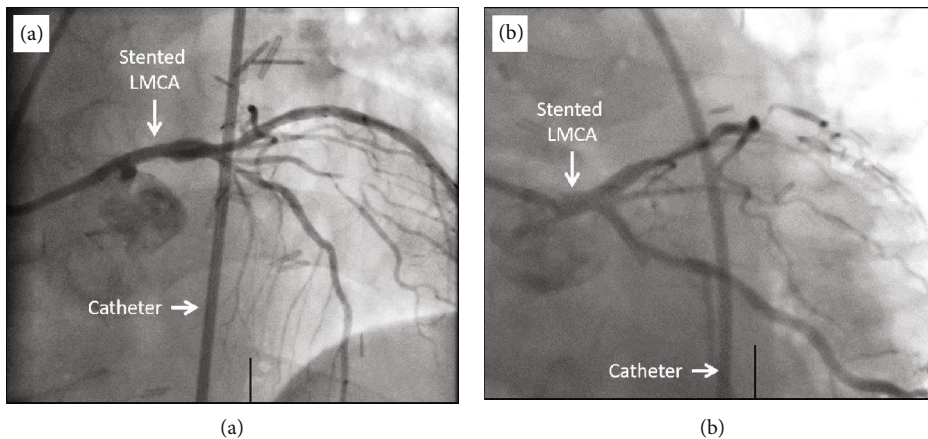 (a)
Stented
LMCA
Catheter
(b)
Stented
LMCA
Catheter
(a)
(b)